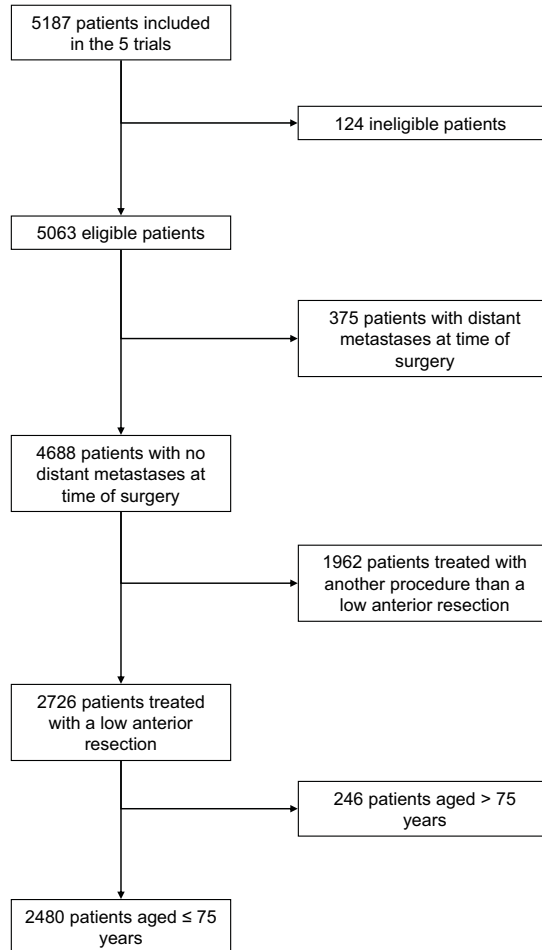 5187 patients included
in the 5 trials
124 ineligible patients
5063 eligible patients
375 patients with distant
metastases at time of
surgery
4688 patients with no
distant metastases at
time of surgery
1962 patients treated with
another procedure than a
low anterior resection
2726 patients treated
with a low anterior
resection
246 patients aged > 75
years
2480 patients aged ≤ 75
years